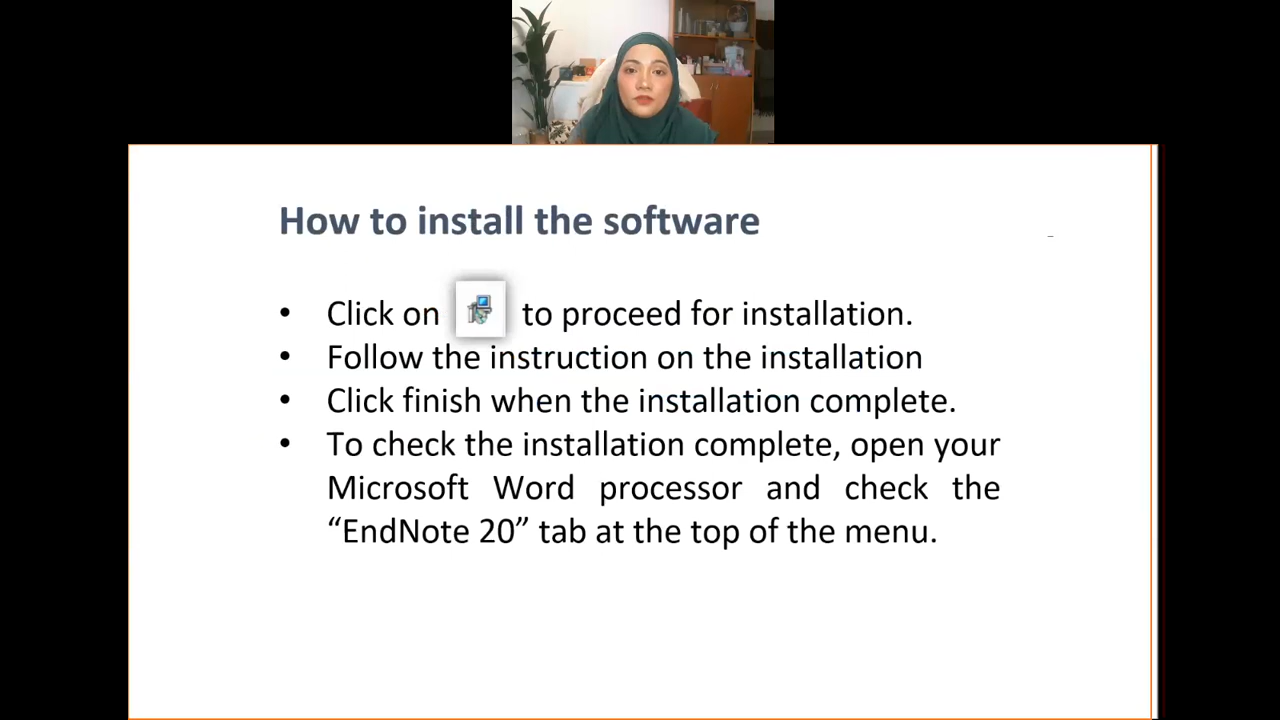 How to install the software
• Click on to proceed for installation.
• Follow the instruction on the installation
• Click finish when the installation complete.
• To check the installation complete, open your
Microsoft Word processor and check the
“EndNote 20” tab at the top of the menu.